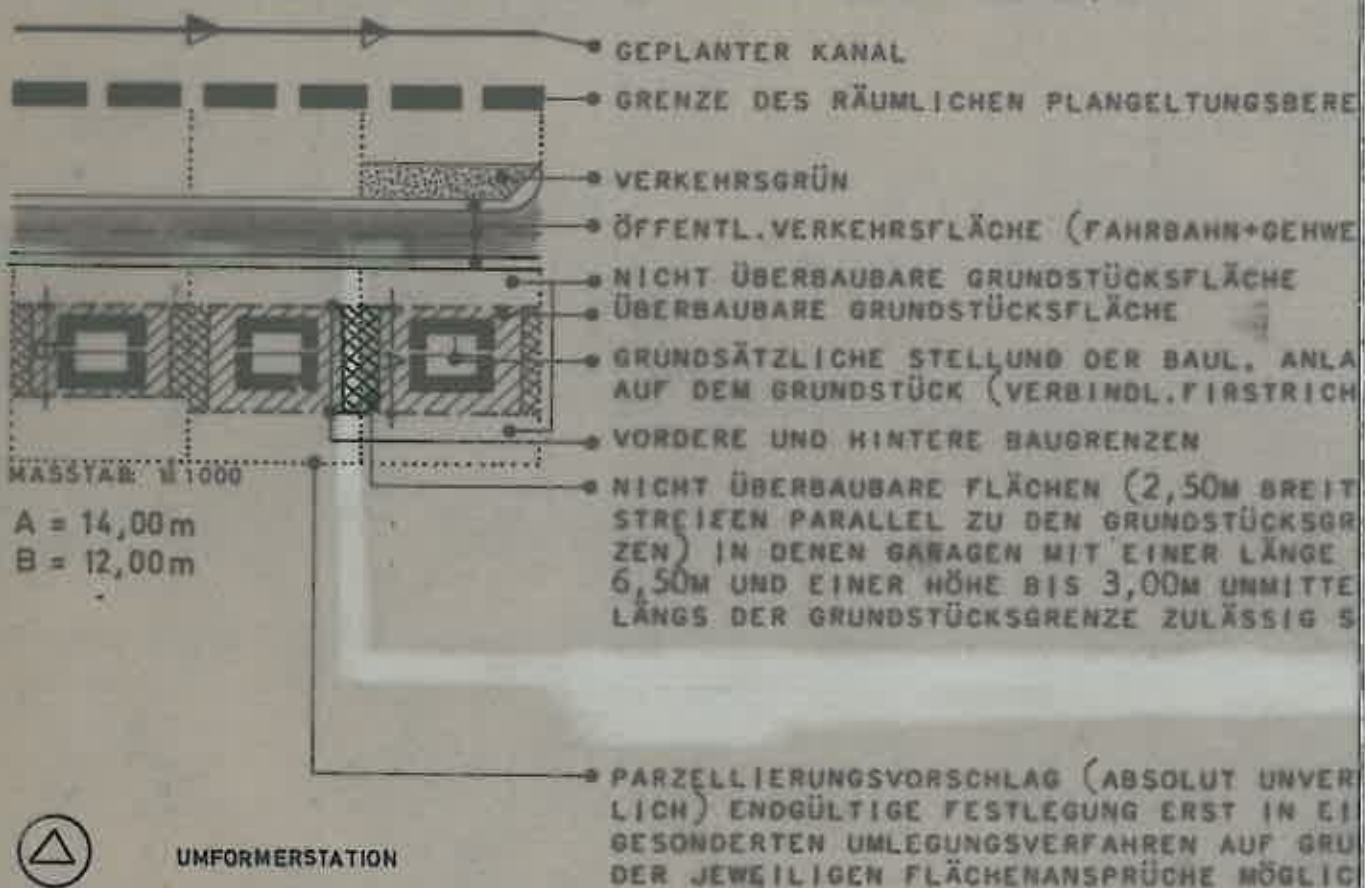 GEPLANTER KANAL
GRENZE DES RÄUMLICHEN PLANGELTUNGSBERE
VERKEHRSGRÜN
ÖFFENTL.VERKEHRSFLÄCHE (FAHRBAHN+GEHWE
NICHT ÜBERBAUBARE GRUNDSTÜCKSFLÄCHE
ÜBERBAUBARE GRUNDSTÜCKSFLÄCHE
GRUNDSÄTZLICHE STELLUNG DER BAUL. ANLA
AUF DEM GRUNDSTÜCK (VERBINDL.FIRSTRICH
VORDERE UND HINTERE BAUGRENZEN
MASSTAB: 1:1000
A = 14,00m
B = 12,00m
NICHT ÜBERBAUBARE FLÄCHEN (2,50M BREIT
STREIFEN PARALLEL ZU DEN GRUNDSTÜCKSGR
ZEN) IN DENEN GARAGEN MIT EINER LÄNGE
6,50M UND EINER HÖHE BIS 3,00M UNMITTE
LÄNGS DER GRUNDSTÜCKSGRENZE ZULÄSSIG S
PARZELLIERUNGSVORSCHLAG (ABSOLUT UNVER
LICH) ENDGÜLTIGE FESTLEGUNG ERST IN EI
GESONDERTEN UMLEGUNGSVERFAHREN AUF GRU
DER JEWEILIGEN FLÄCHENANSPRÜCHE MÖGLIC
UMFORMERSTATION